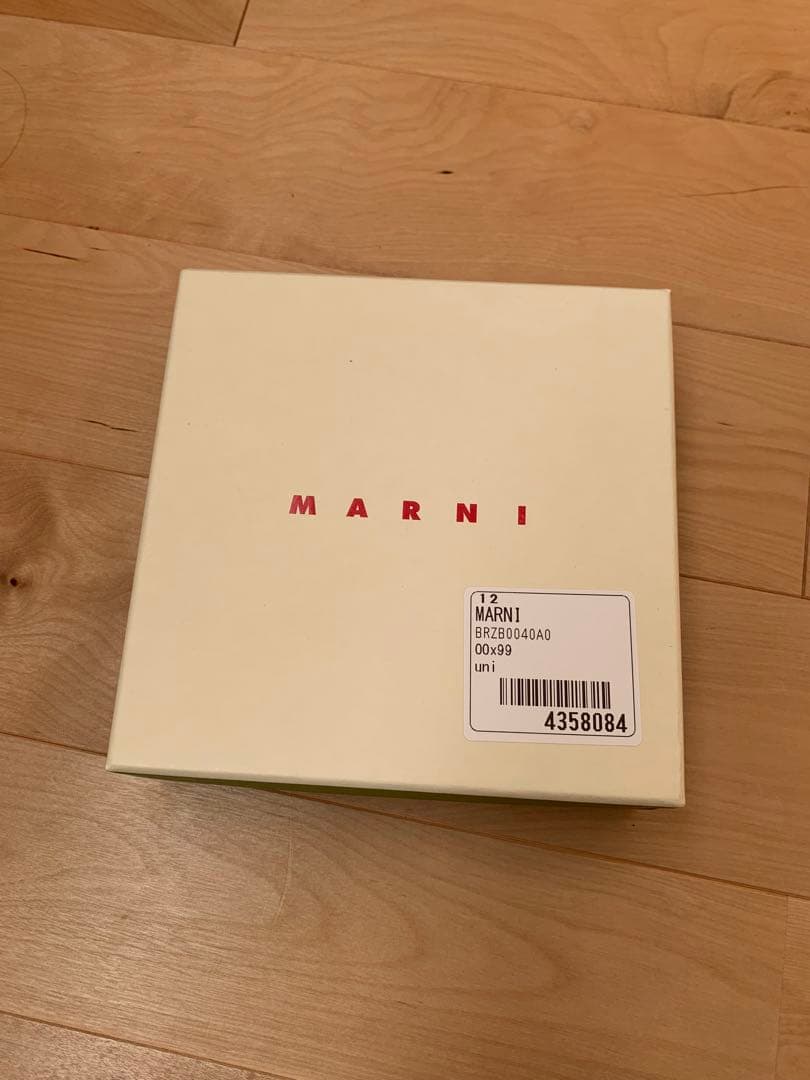 MARNI
12
MARNI
BRZB0040A0
00x99
uni
4358084